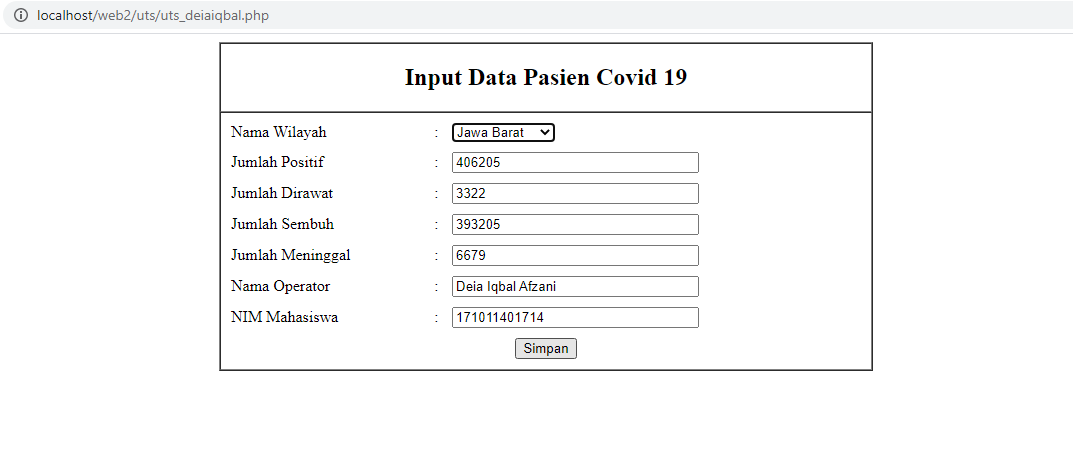 localhost/web2/uts/uts_deiaiqbal.php
Input Data Pasien Covid 19
Nama Wilayah : Jawa Barat
Jumlah Positif : 406205
Jumlah Dirawat : 3322
Jumlah Sembuh : 393205
Jumlah Meninggal : 6679
Nama Operator : Deia Iqbal Afzani
NIM Mahasiswa : 171011401714
Simpan